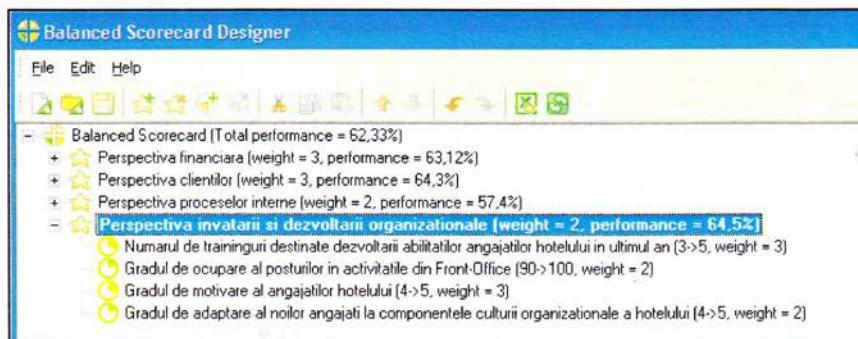 Balanced Scorecard Designer
File Edit Help
Balanced Scorecard (Total performance = 62,33%)
Perspectiva financiara (weight = 3, performance = 63,12%)
Perspectiva clientilor (weight = 3, performance = 64,3%)
Perspectiva proceselor interne (weight = 2, performance = 57,4%)
Perspectiva invatarii si dezvoltarii organizationale (weight = 2, performance = 64,5%)
Numarul de traininguri destinate dezvoltarii abilitatilor angajatilor hotelului in ultimul an (3->5, weight = 3)
Gradul de ocupare al posturilor in activitatile din Front-Office (90->100, weight = 2)
Gradul de motivare al angajatilor hotelului (4->5, weight = 3)
Gradul de adaptare al noilor angajati la componentele culturii organizationale a hotelului (4->5, weight = 2)